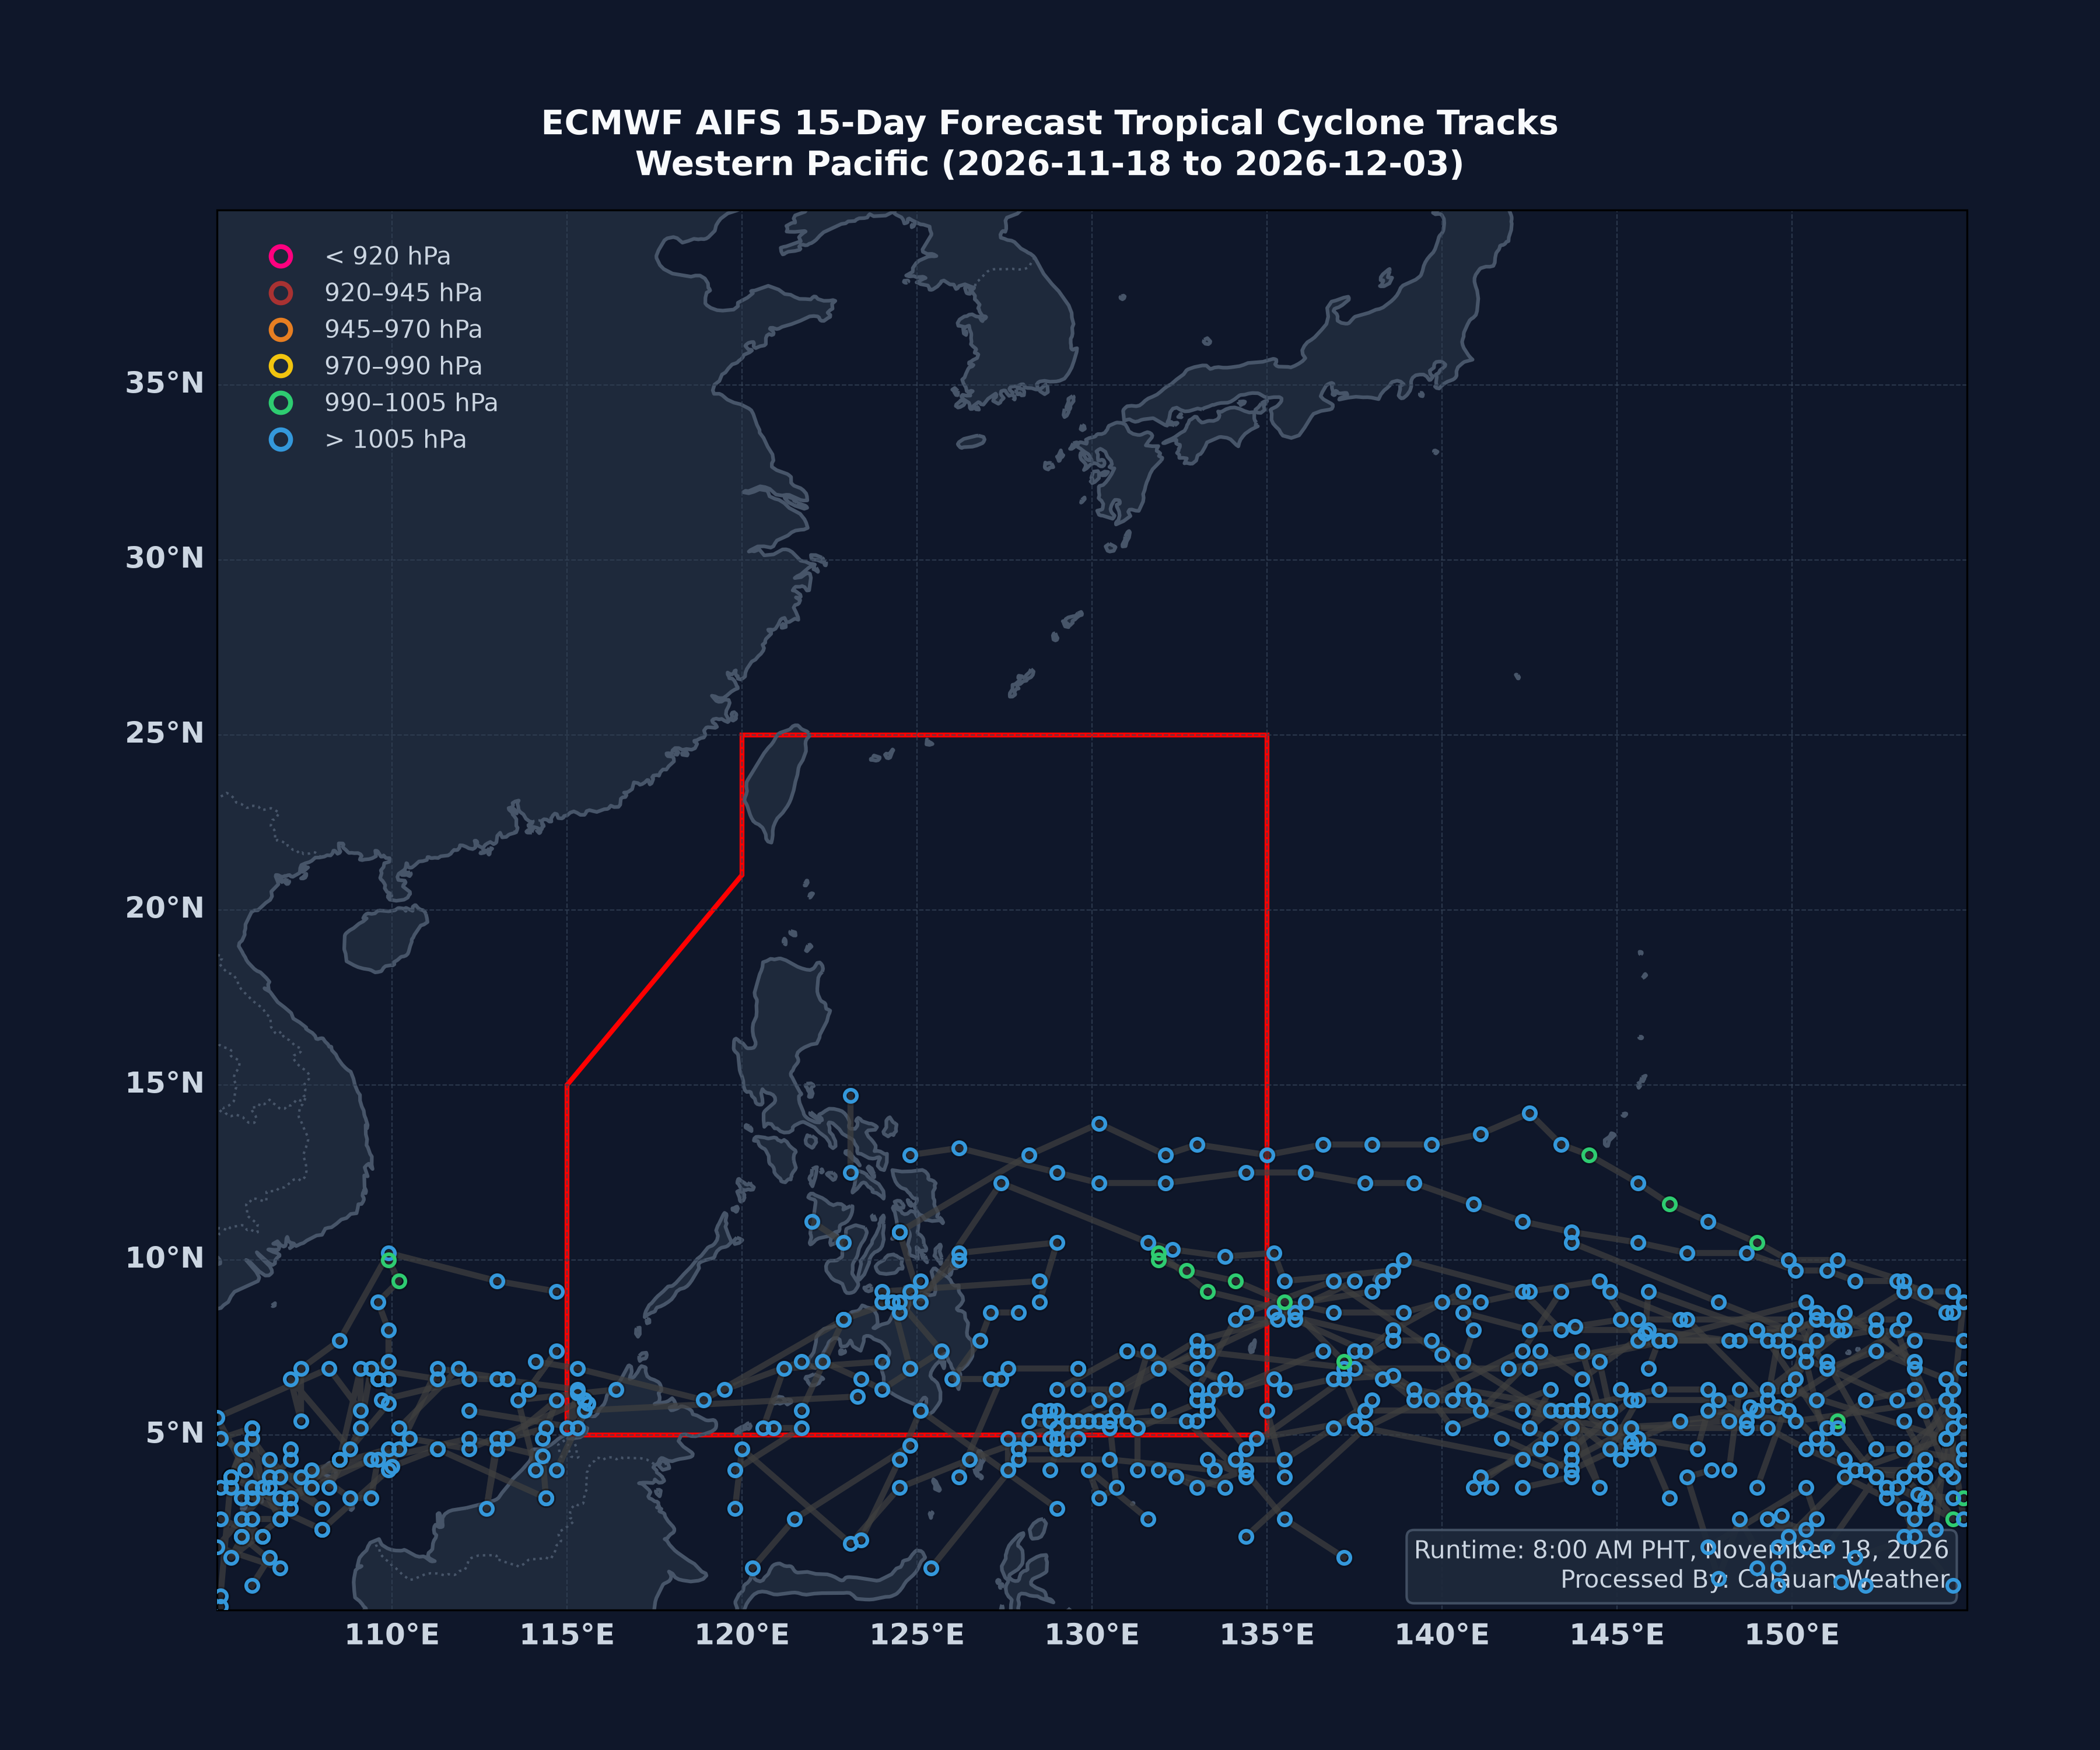 ECMWF AIFS 15-Day Forecast Tropical Cyclone Tracks
Western Pacific (2026-11-18 to 2026-12-03)
< 920 hPa
920–945 hPa
945–970 hPa
970–990 hPa
990–1005 hPa
> 1005 hPa
35°N
30°N
25°N
20°N
15°N
10°N
5°N
Runtime: 8:00 AM PHT, November 18, 2026
Processed By: Calauan Weather
110°E
115°E
120°E
125°E
130°E
135°E
140°E
145°E
150°E